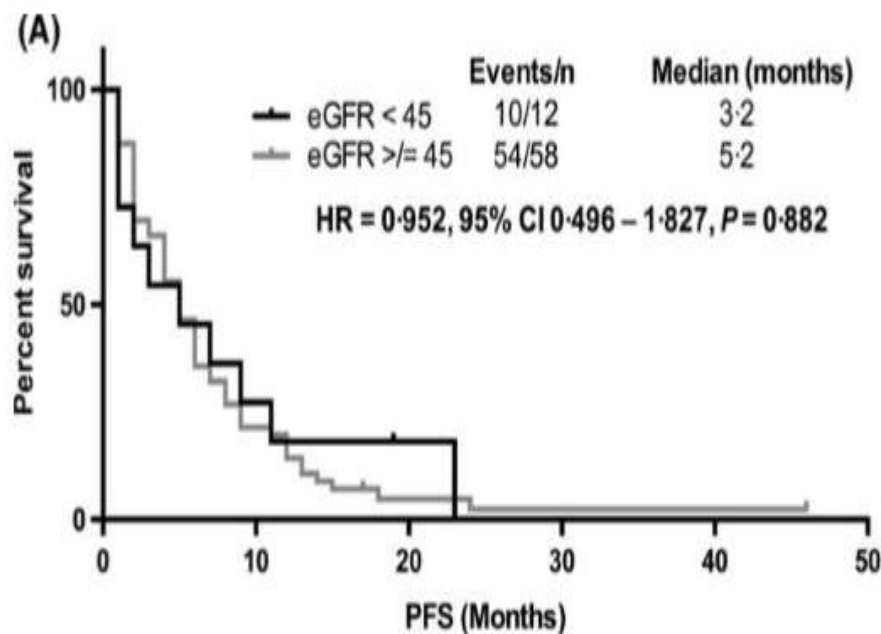 (A)
Events/n Median (months)
eGFR < 45 10/12 3·2
eGFR >/= 45 54/58 5·2
HR = 0·952, 95% CI 0·496 – 1·827, P = 0·882
100
50
0
Percent survival
0 10 20 30 40 50
PFS (Months)